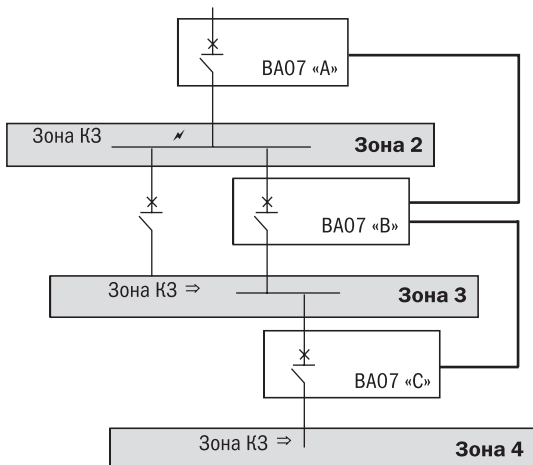 ВА07 «А»
Зона КЗ
Зона 2
ВА07 «В»
Зона КЗ ⇒
Зона 3
ВА07 «С»
Зона КЗ ⇒
Зона 4